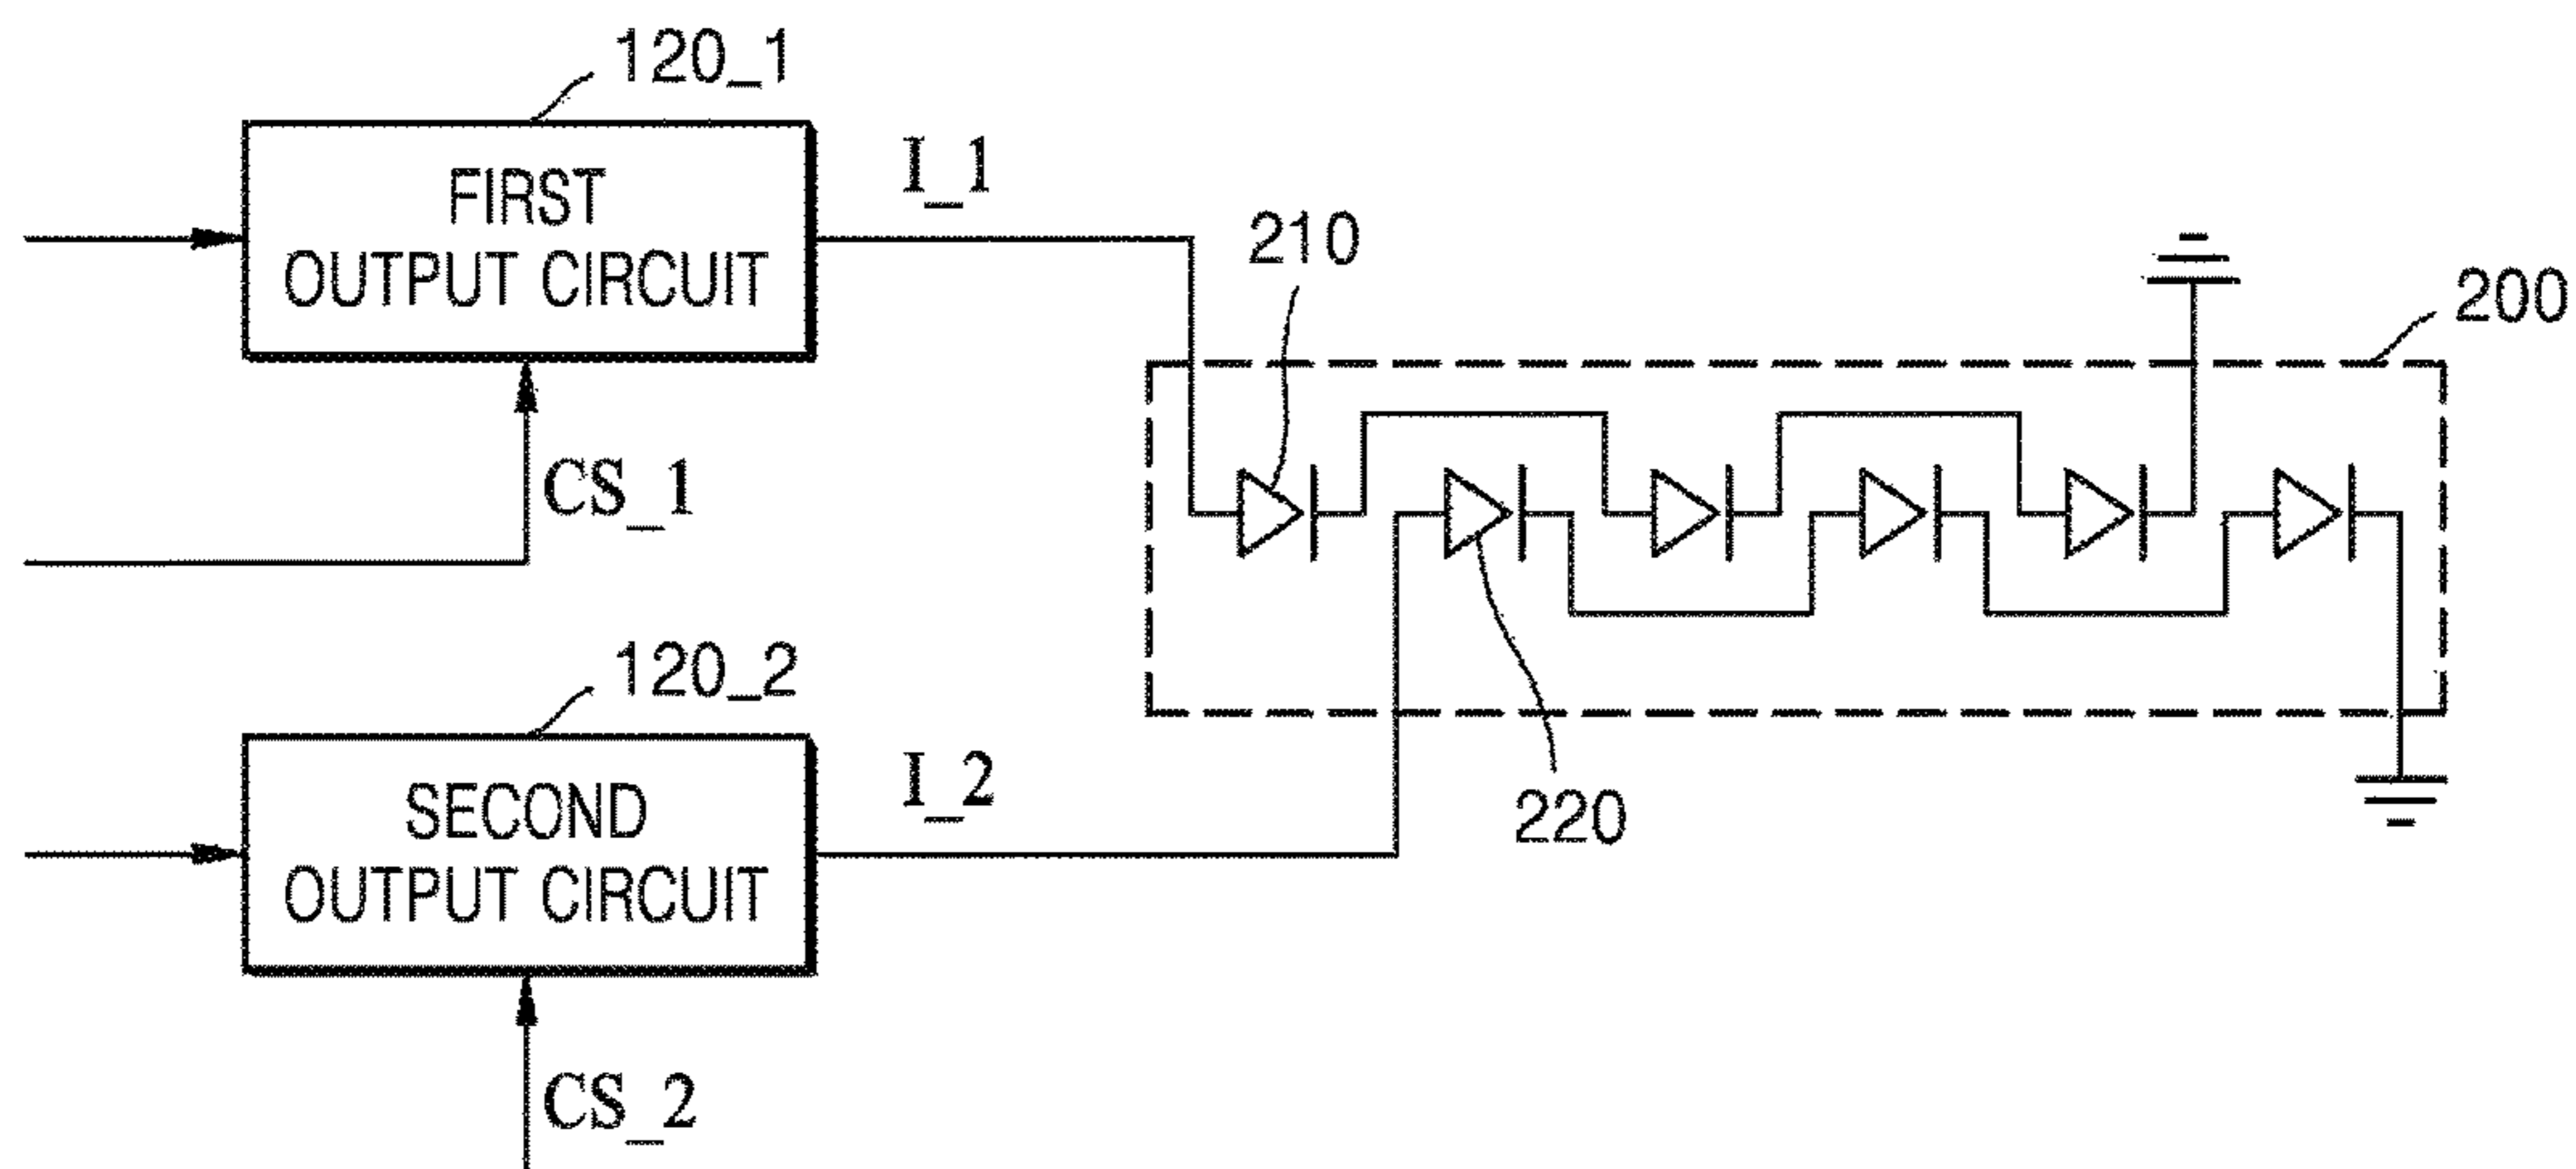 120_1
FIRST
OUTPUT CIRCUIT
I_1
CS_1
210
200
120_2
SECOND
OUTPUT CIRCUIT
I_2
220
CS_2